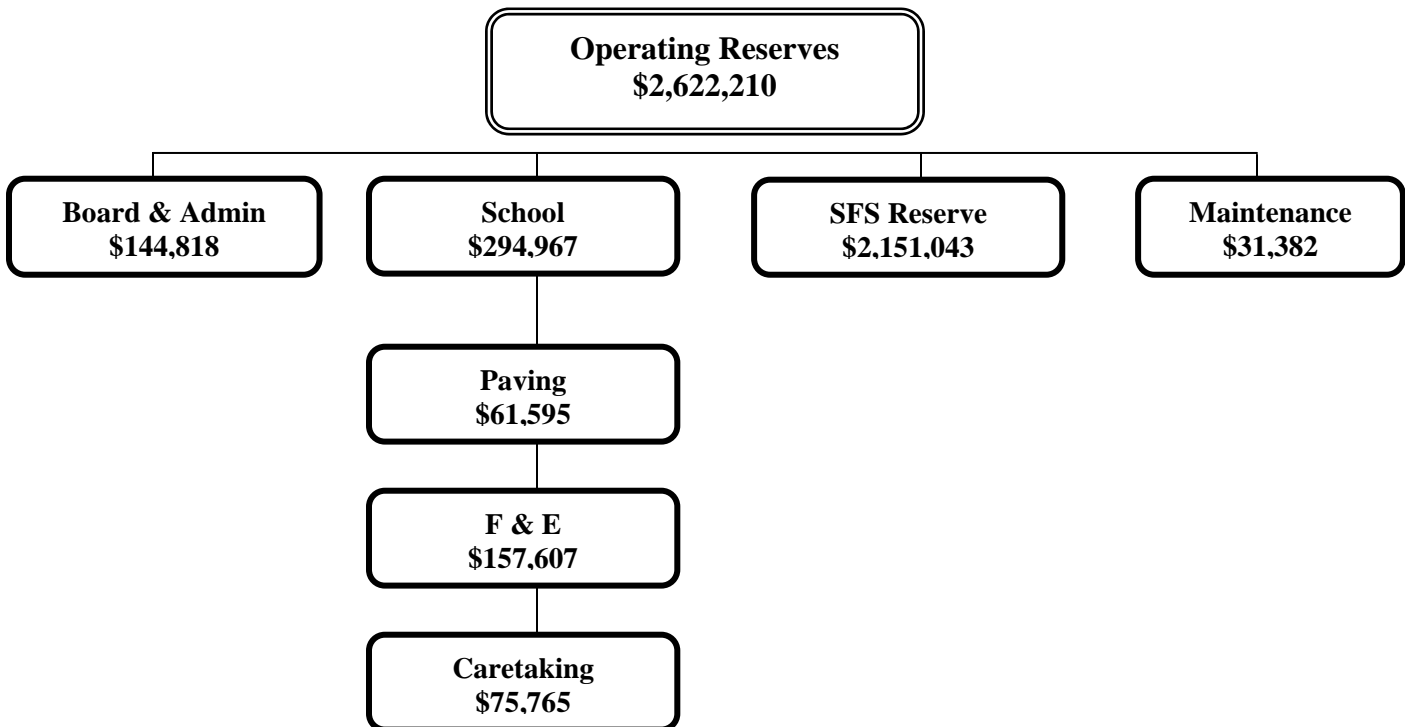 Operating Reserves
$2,622,210
Board & Admin
$144,818
School
$294,967
SFS Reserve
$2,151,043
Maintenance
$31,382
Paving
$61,595
F & E
$157,607
Caretaking
$75,765